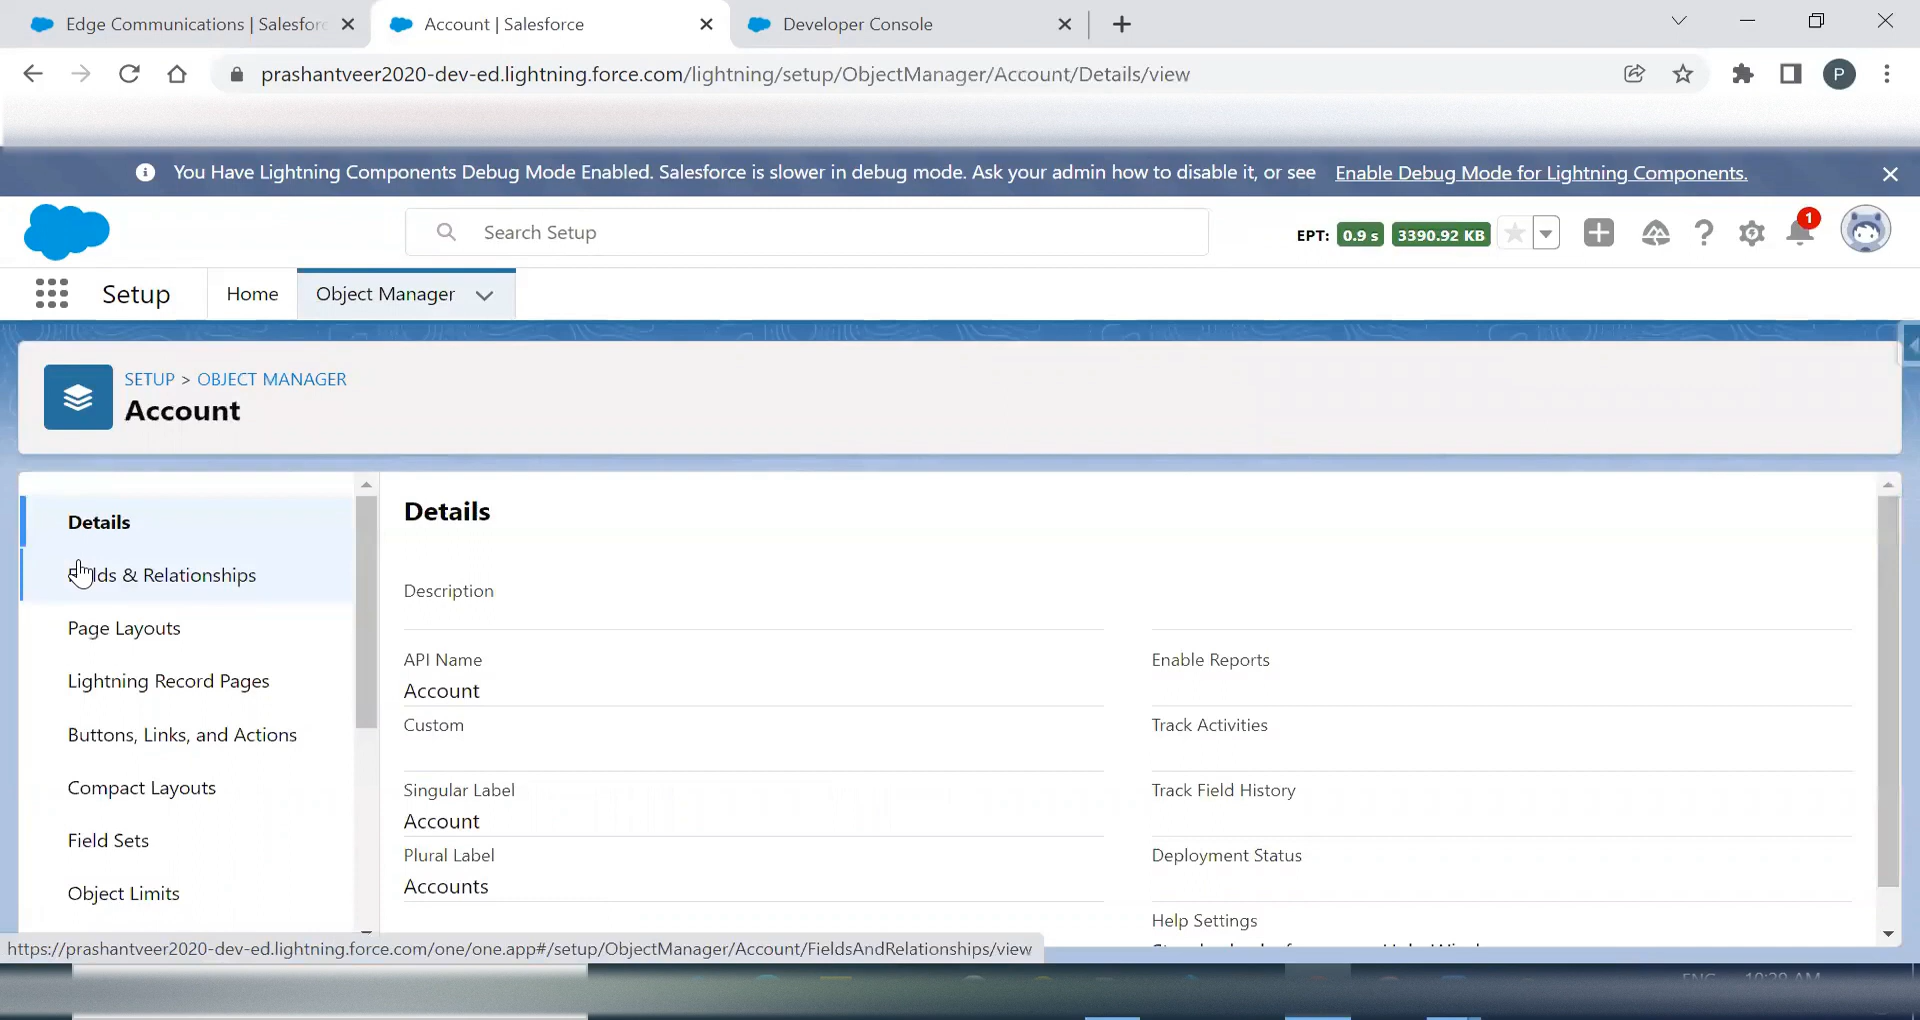 Edge Communications | Salesforc
Account | Salesforce
Developer Console
prashantveer2020-dev-ed.lightning.force.com/lightning/setup/ObjectManager/Account/Details/view
P
You Have Lightning Components Debug Mode Enabled. Salesforce is slower in debug mode. Ask your admin how to disable it, or see Enable Debug Mode for Lightning Components.
Search Setup
EPT: 0.9 s 3390.92 KB
1
Setup
Home
Object Manager
SETUP > OBJECT MANAGER
Account
Details
Fields & Relationships
Page Layouts
Lightning Record Pages
Buttons, Links, and Actions
Compact Layouts
Field Sets
Object Limits
Details
Description
API Name
Account
Custom
Singular Label
Account
Plural Label
Accounts
Enable Reports
Track Activities
Track Field History
Deployment Status
Help Settings
https://prashantveer2020-dev-ed.lightning.force.com/one/one.app#/setup/ObjectManager/Account/FieldsAndRelationships/view
ENG
10:39 AM